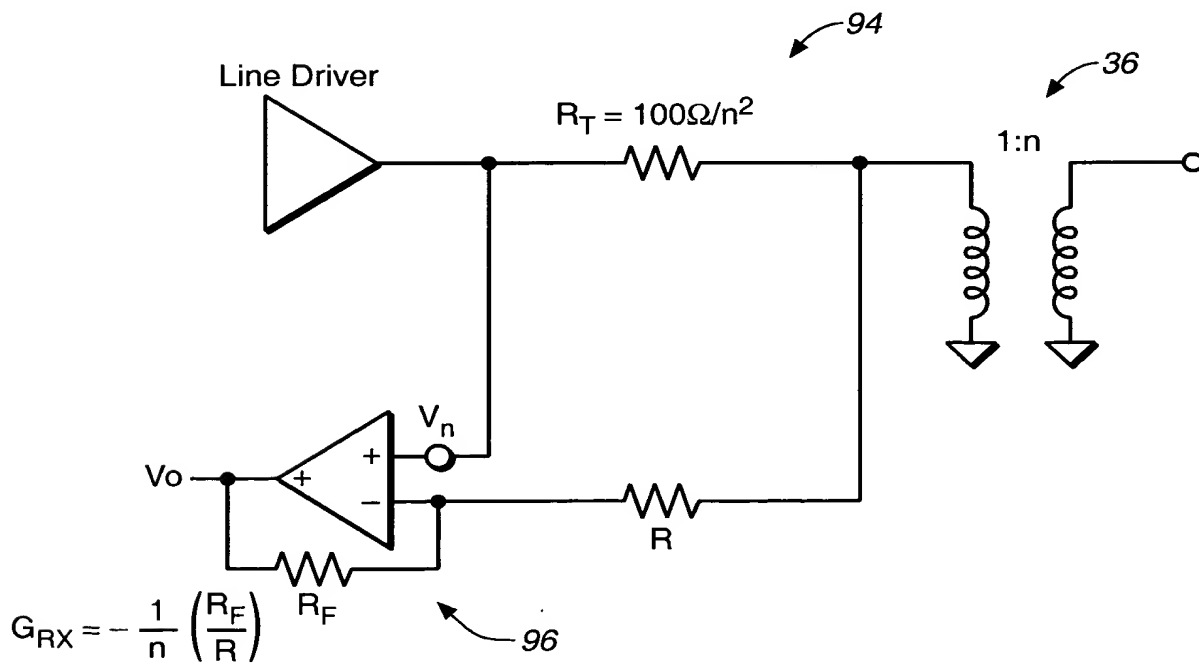 94
Line Driver
36
R_T = 100Ω/n²
1:n
V_n
+
Vo
+
−
R
R_F
G_RX = − 1/n (R_F/R)
96